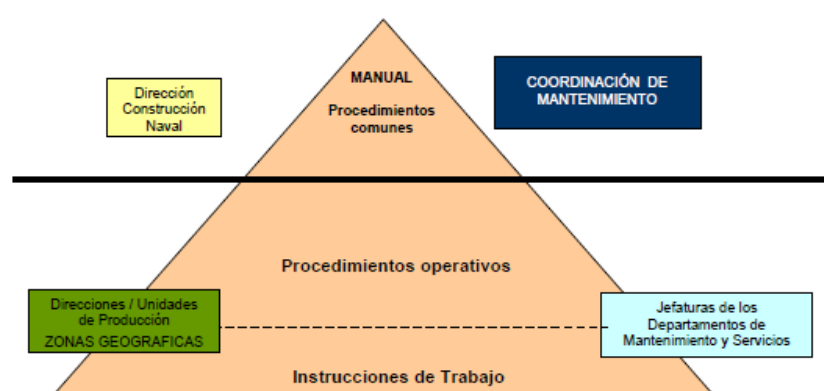 Dirección
Construcción
Naval
MANUAL
Procedimientos
comunes
COORDINACIÓN DE
MANTENIMIENTO
Procedimientos operativos
Direcciones / Unidades
de Producción
ZONAS GEOGRAFICAS
Jefaturas de los
Departamentos de
Mantenimiento y Servicios
Instrucciones de Trabajo